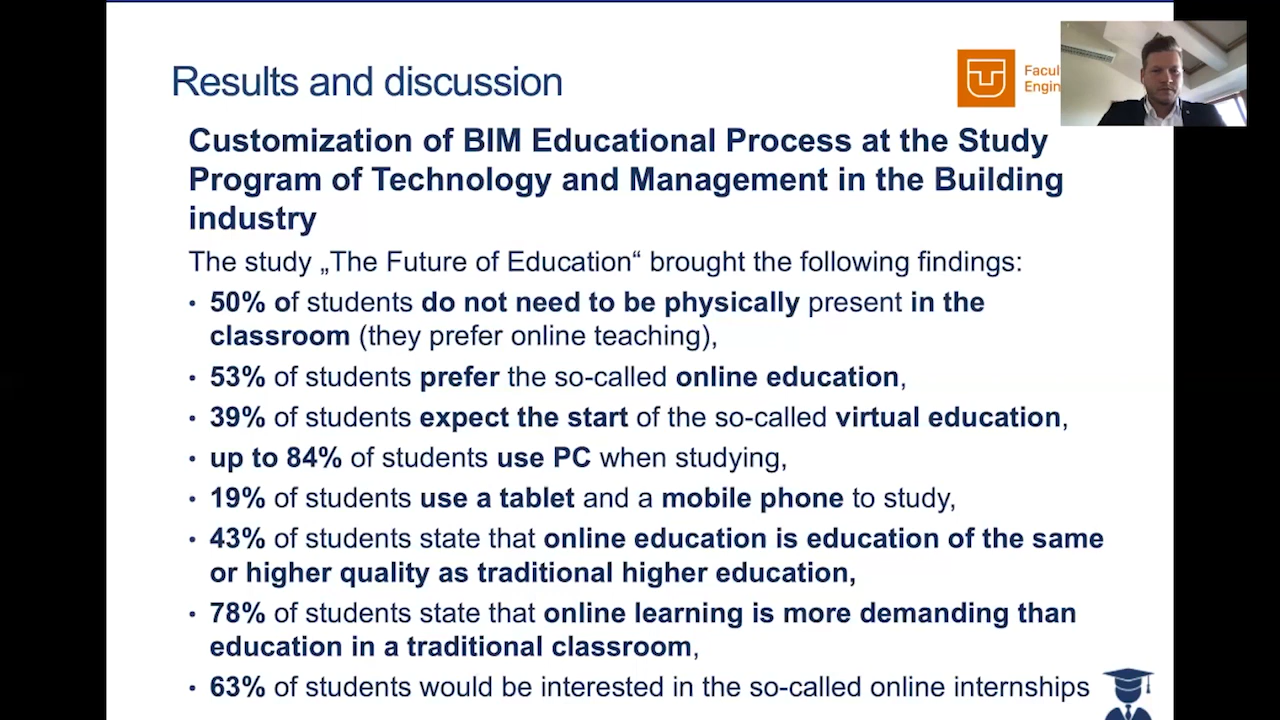 Results and discussion
Facul
Engin
Customization of BIM Educational Process at the Study
Program of Technology and Management in the Building
industry
The study „The Future of Education“ brought the following findings:
• 50% of students do not need to be physically present in the
classroom (they prefer online teaching),
• 53% of students prefer the so-called online education,
• 39% of students expect the start of the so-called virtual education,
• up to 84% of students use PC when studying,
• 19% of students use a tablet and a mobile phone to study,
• 43% of students state that online education is education of the same
or higher quality as traditional higher education,
• 78% of students state that online learning is more demanding than
education in a traditional classroom,
• 63% of students would be interested in the so-called online internships